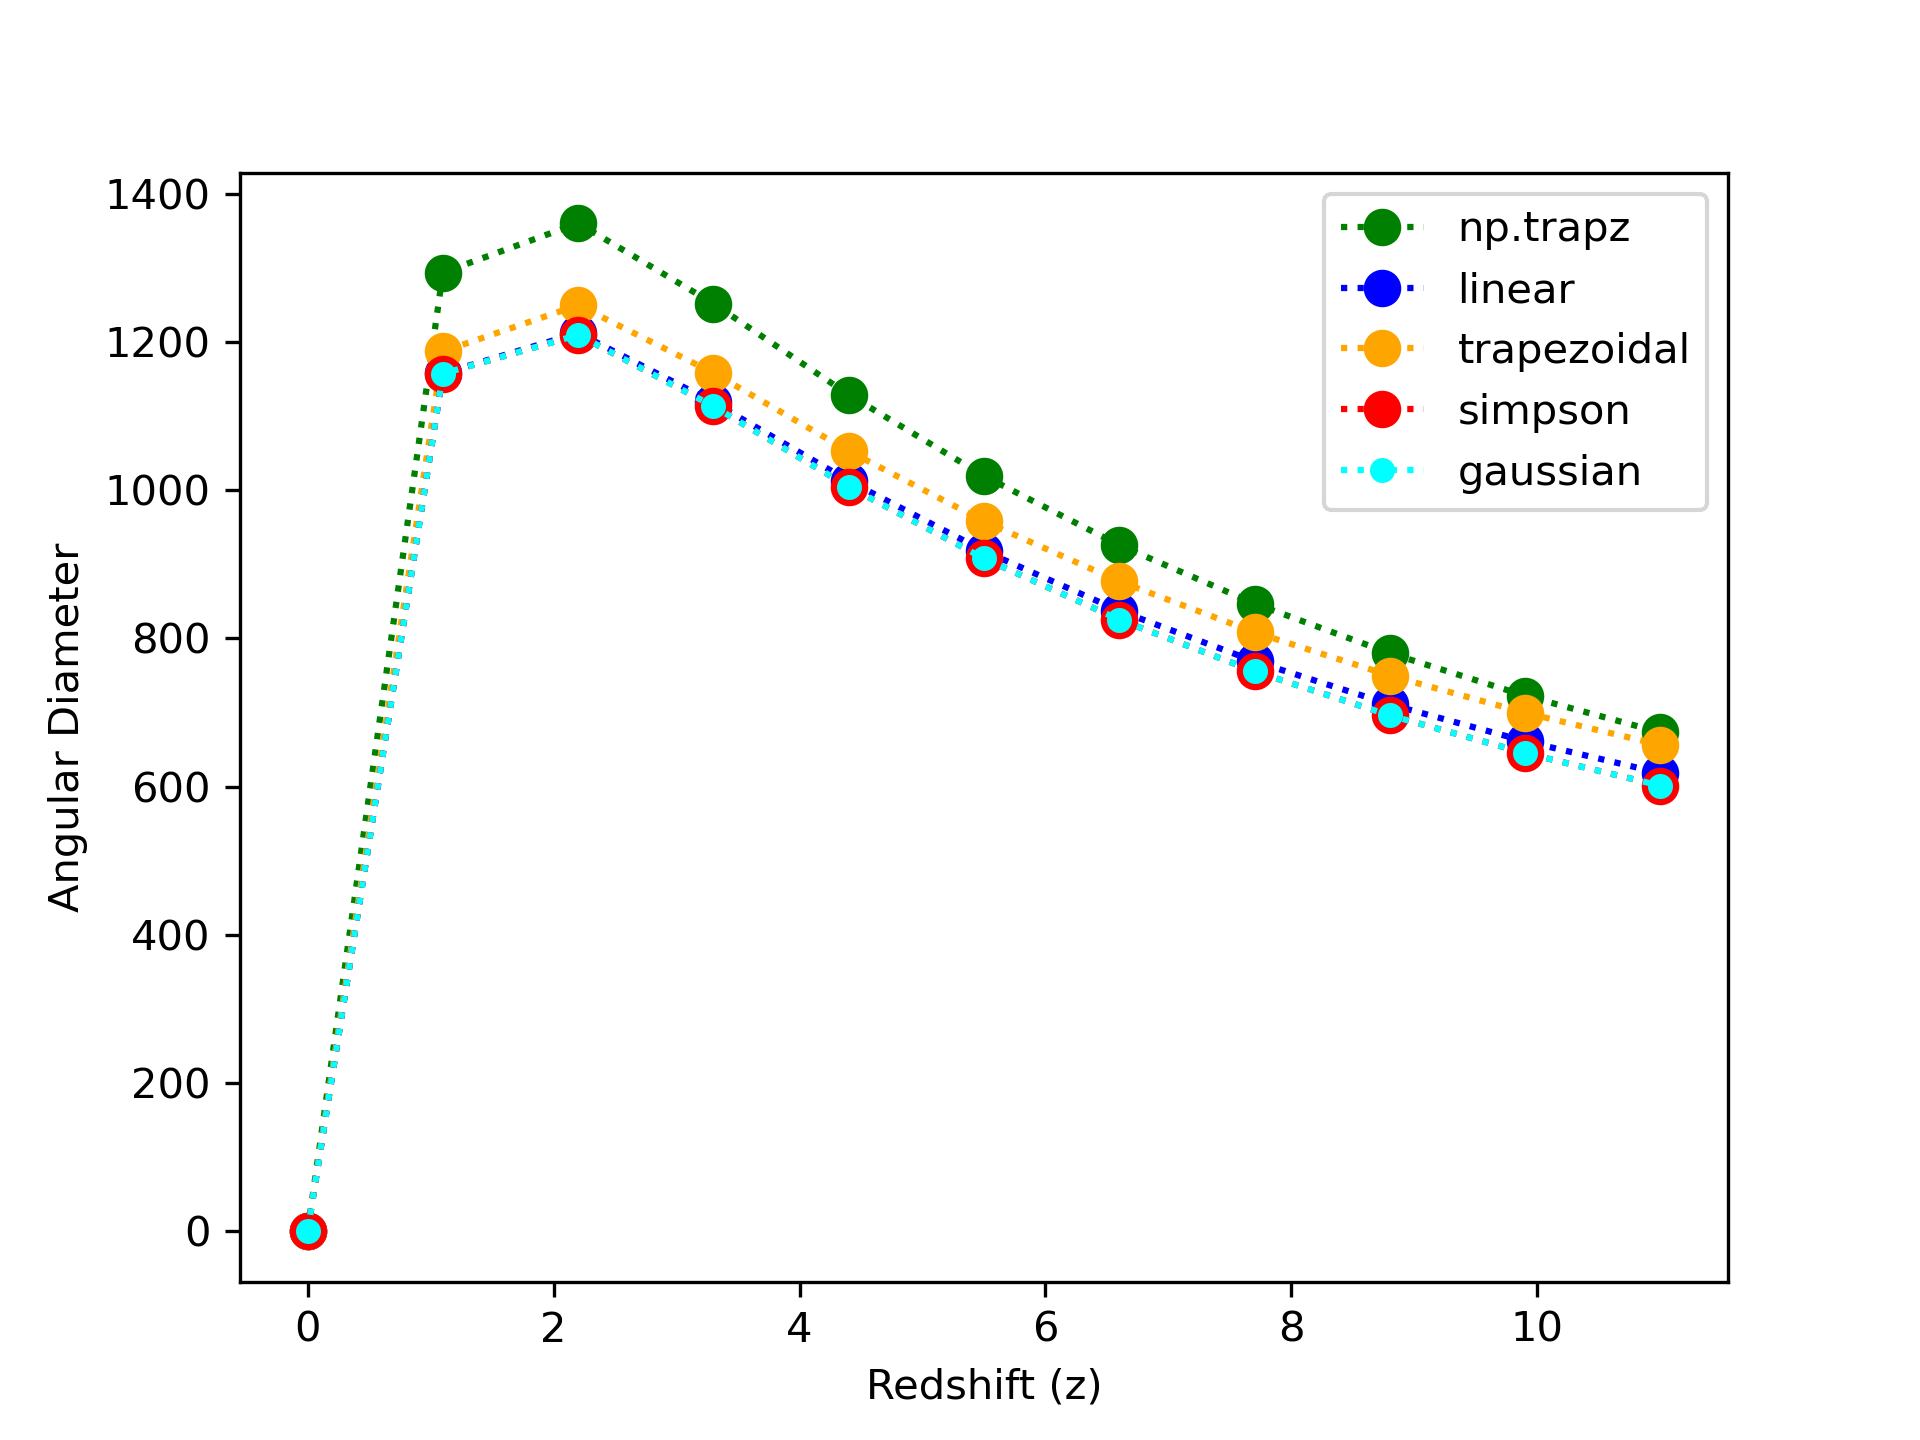 np.trapz
linear
trapezoidal
simpson
gaussian
1400
1200
1000
800
600
400
200
0
Angular Diameter
0 2 4 6 8 10
Redshift (z)